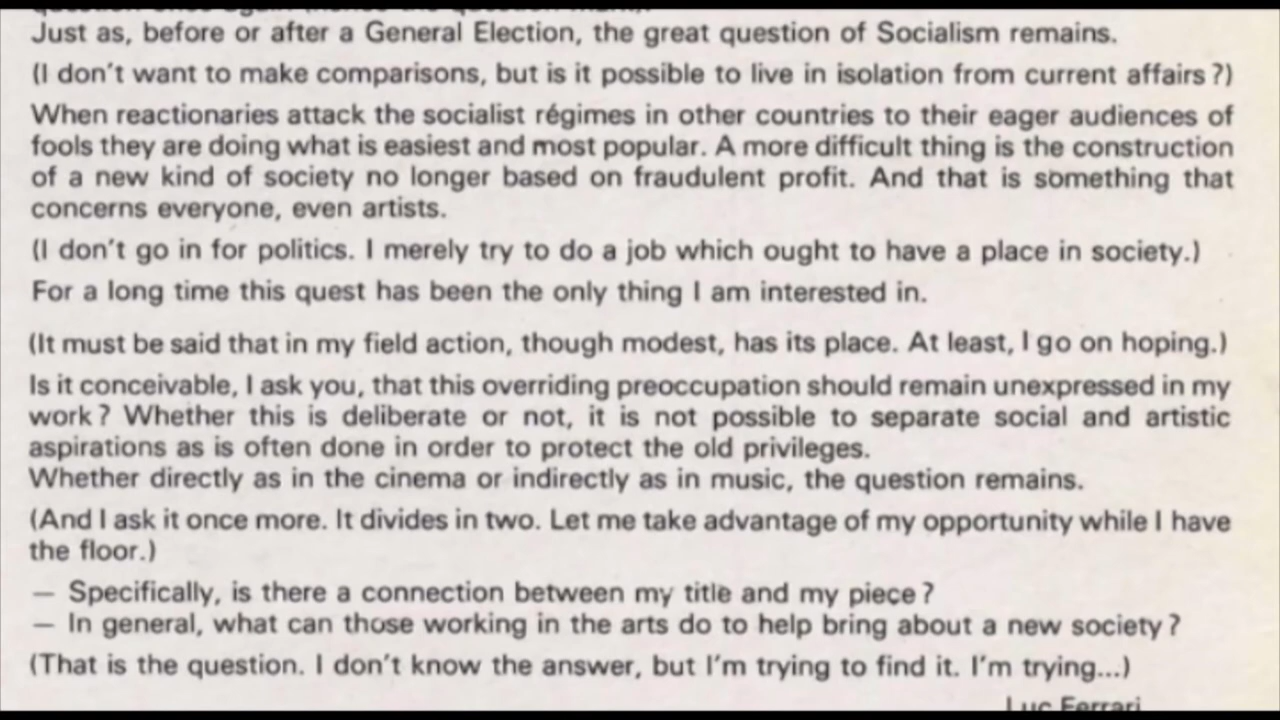 question once again (hence the question mark).
Just as, before or after a General Election, the great question of Socialism remains.
(I don't want to make comparisons, but is it possible to live in isolation from current affairs?)
When reactionaries attack the socialist régimes in other countries to their eager audiences of
fools they are doing what is easiest and most popular. A more difficult thing is the construction
of a new kind of society no longer based on fraudulent profit. And that is something that
concerns everyone, even artists.
(I don't go in for politics. I merely try to do a job which ought to have a place in society.)
For a long time this quest has been the only thing I am interested in.
(It must be said that in my field action, though modest, has its place. At least, I go on hoping.)
Is it conceivable, I ask you, that this overriding preoccupation should remain unexpressed in my
work? Whether this is deliberate or not, it is not possible to separate social and artistic
aspirations as is often done in order to protect the old privileges.
Whether directly as in the cinema or indirectly as in music, the question remains.
(And I ask it once more. It divides in two. Let me take advantage of my opportunity while I have
the floor.)
— Specifically, is there a connection between my title and my piece?
— In general, what can those working in the arts do to help bring about a new society?
(That is the question. I don't know the answer, but I'm trying to find it. I'm trying...)
Luc Ferrari